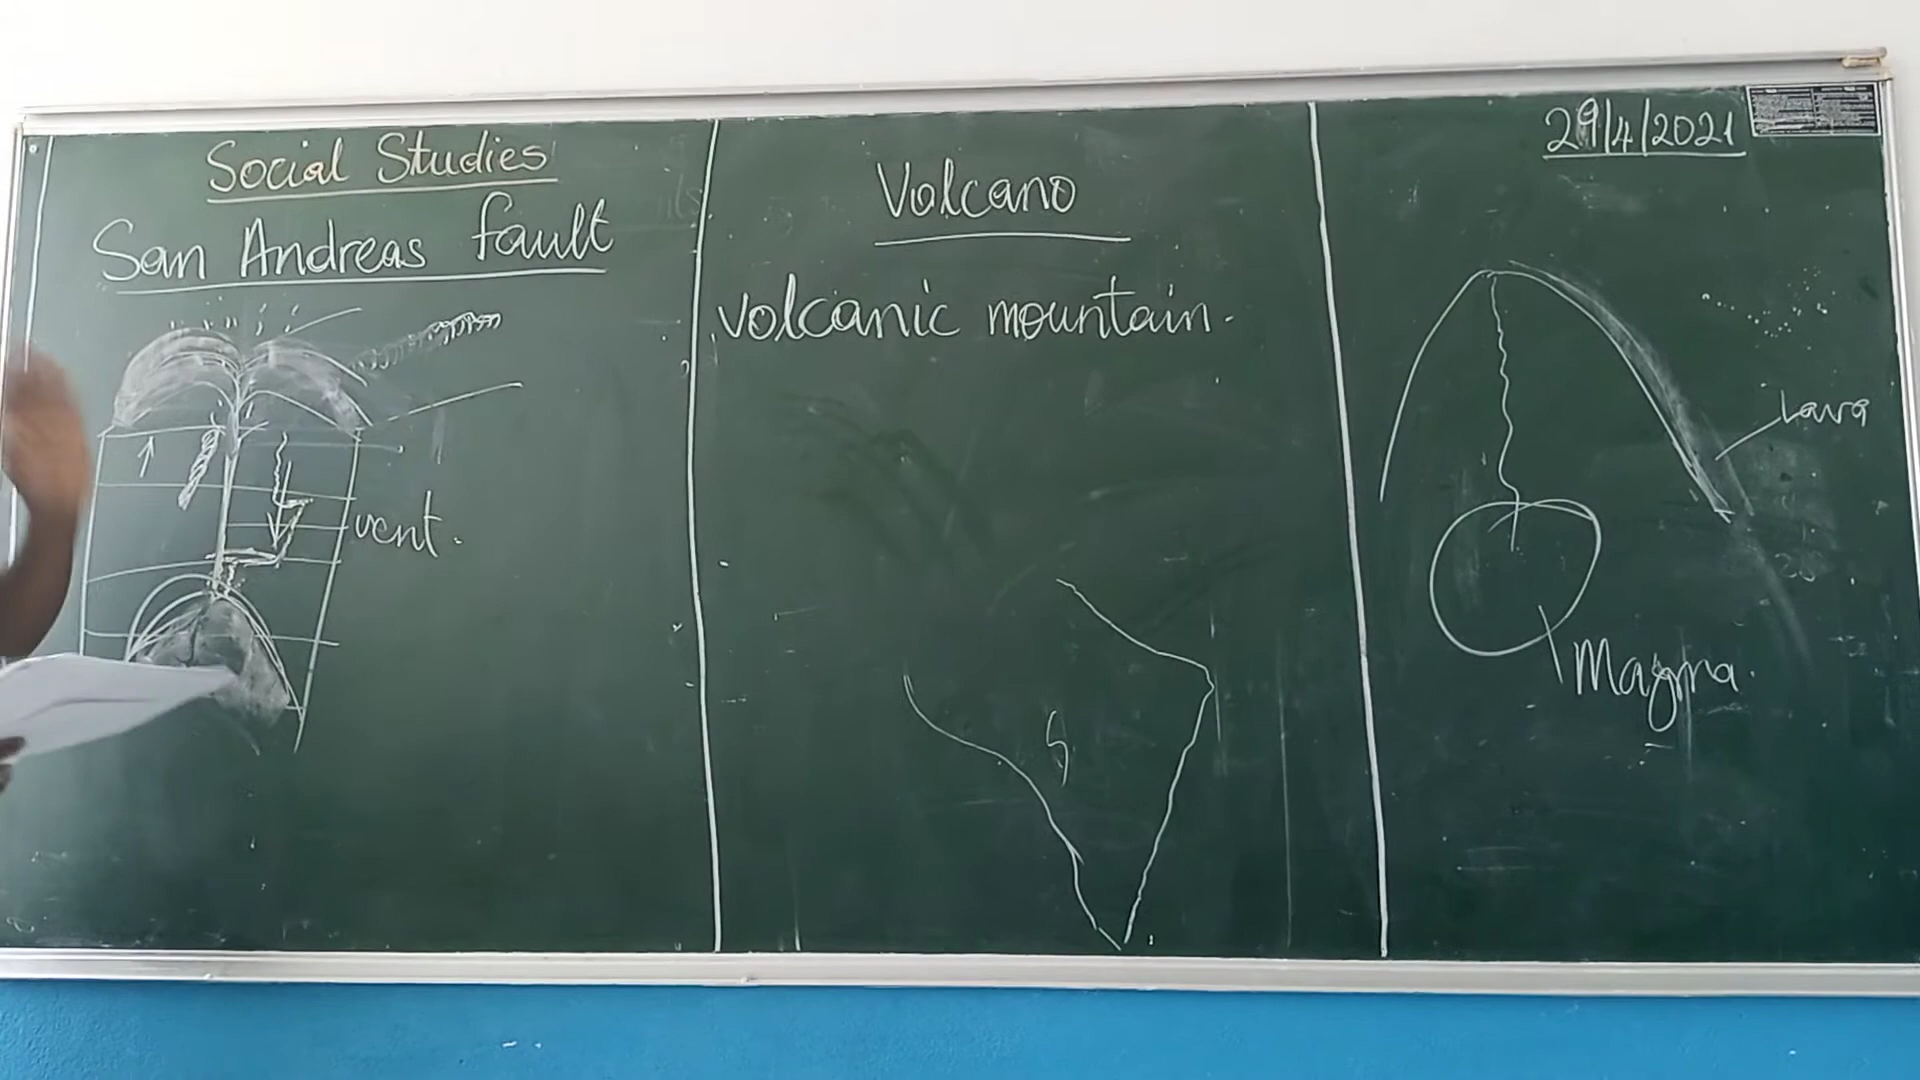 Social Studies
San Andreas fault
vent.
Volcano
volcanic mountain.
29/4/2021
Lava
Magma.